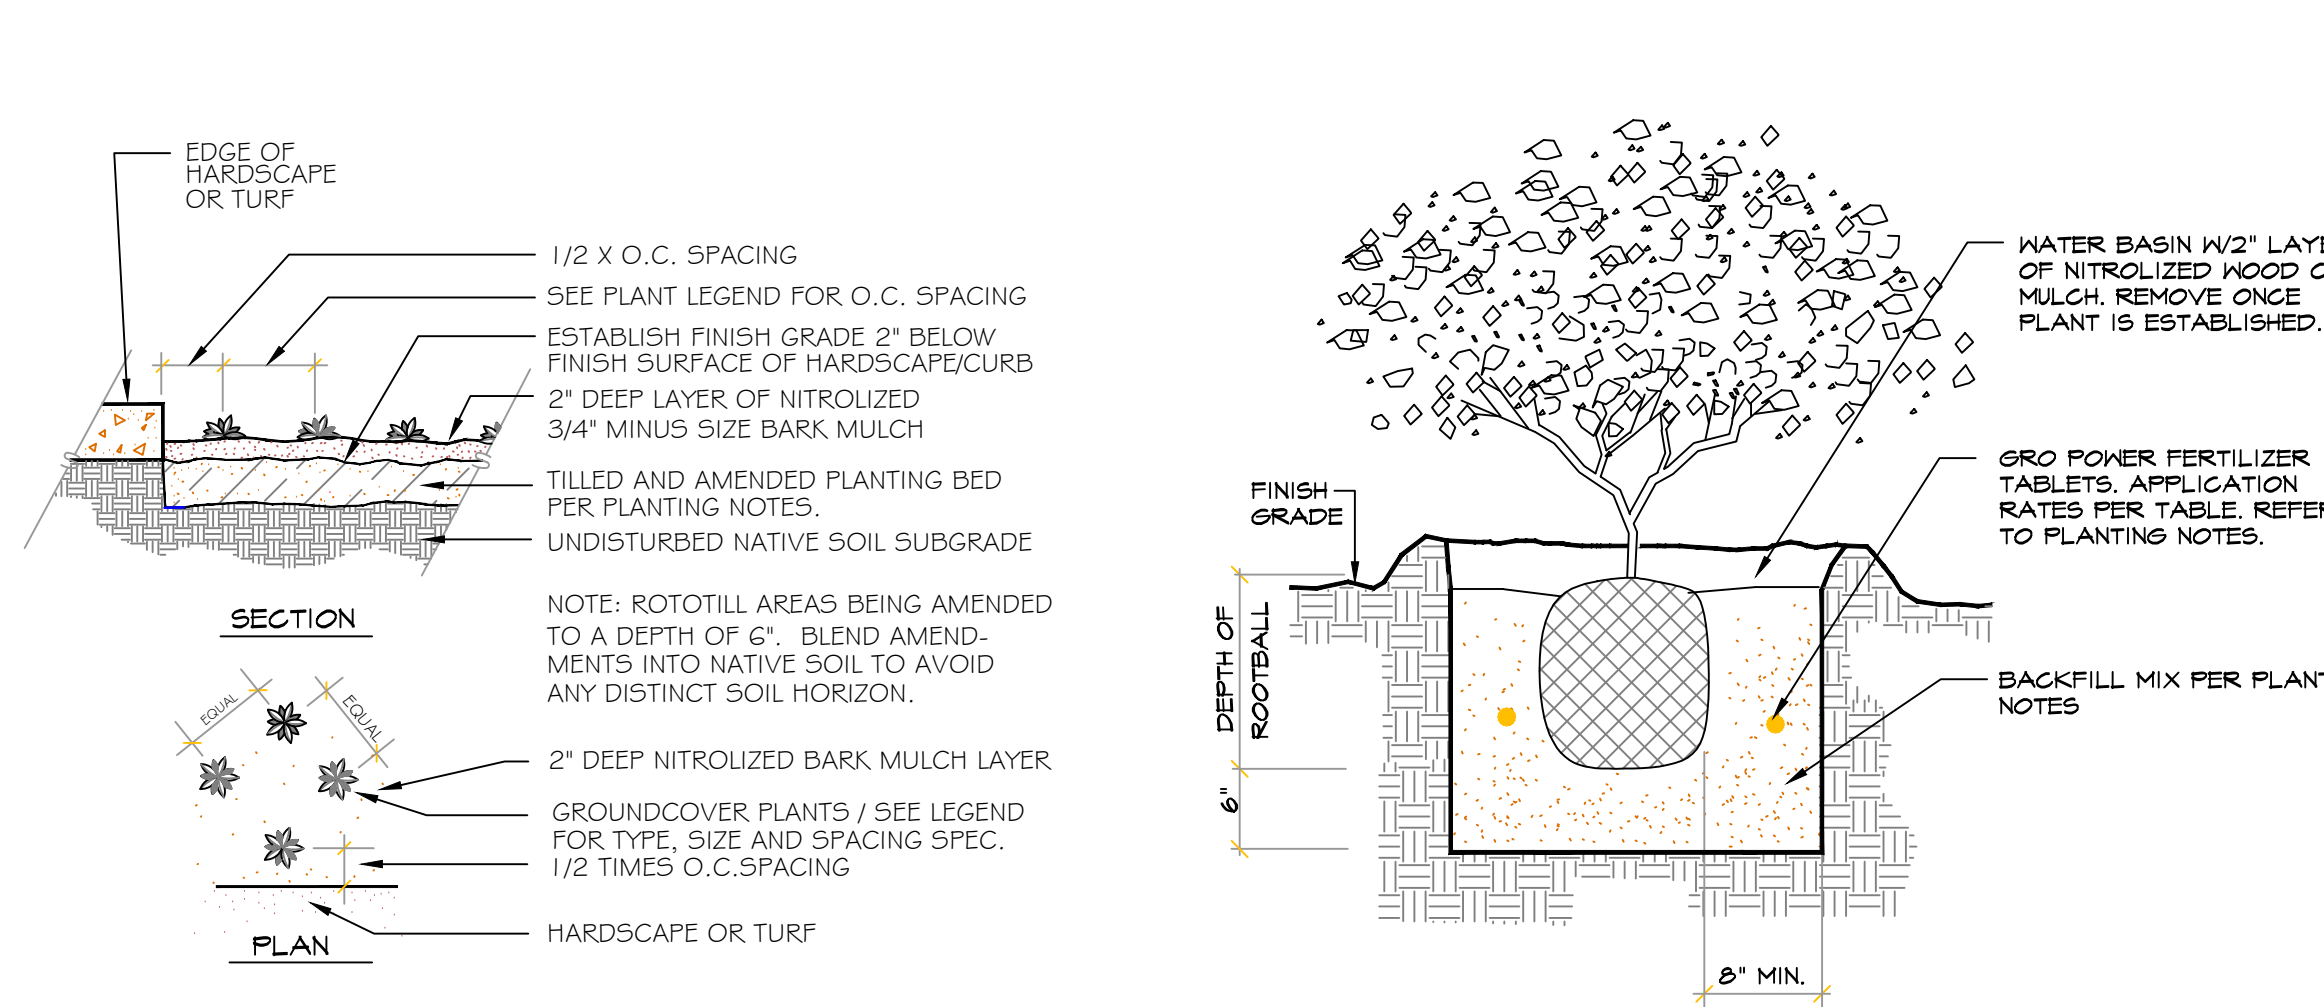 EDGE OF
HARDSCAPE
OR TURF
1/2 X O.C. SPACING
SEE PLANT LEGEND FOR O.C. SPACING
ESTABLISH FINISH GRADE 2" BELOW
FINISH SURFACE OF HARDSCAPE/CURB
2" DEEP LAYER OF NITROLIZED
3/4" MINUS SIZE BARK MULCH
TILLED AND AMENDED PLANTING BED
PER PLANTING NOTES.
UNDISTURBED NATIVE SOIL SUBGRADE
SECTION
NOTE: ROTOTILL AREAS BEING AMENDED
TO A DEPTH OF 6". BLEND AMEND-
MENTS INTO NATIVE SOIL TO AVOID
ANY DISTINCT SOIL HORIZON.
EQUAL
EQUAL
2" DEEP NITROLIZED BARK MULCH LAYER
GROUNDCOVER PLANTS / SEE LEGEND
FOR TYPE, SIZE AND SPACING SPEC.
1/2 TIMES O.C.SPACING
HARDSCAPE OR TURF
PLAN
WATER BASIN W/2"
OF NITROLIZED WOOD
MULCH. REMOVE ONCE
PLANT IS ESTABLISHED.
GRO POWER FERTILIZER
TABLETS. APPLICATION
RATES PER TABLE. REFER
TO PLANTING NOTES.
BACKFILL MIX PER
NOTES
FINISH
GRADE
DEPTH OF
ROOTBALL
6"
8" MIN.